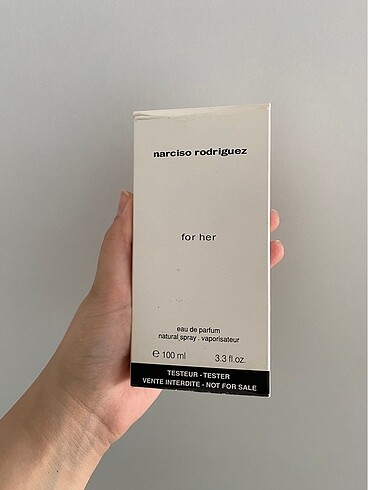 narciso rodriguez
for her
eau de parfum
natural spray . vaporisateur
℮ 100 ml 3.3 fl.oz.
TESTEUR - TESTER
VENTE INTERDITE - NOT FOR SALE